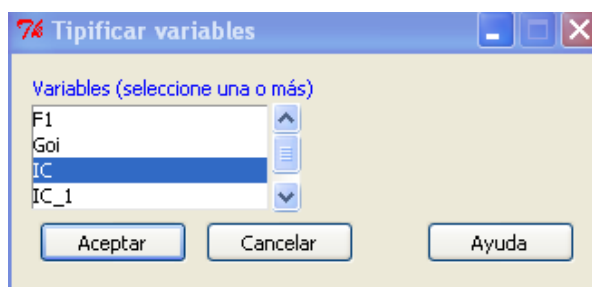 Tipificar variables
Variables (seleccione una o más)
F1
Goi
IC
IC_1
Aceptar
Cancelar
Ayuda